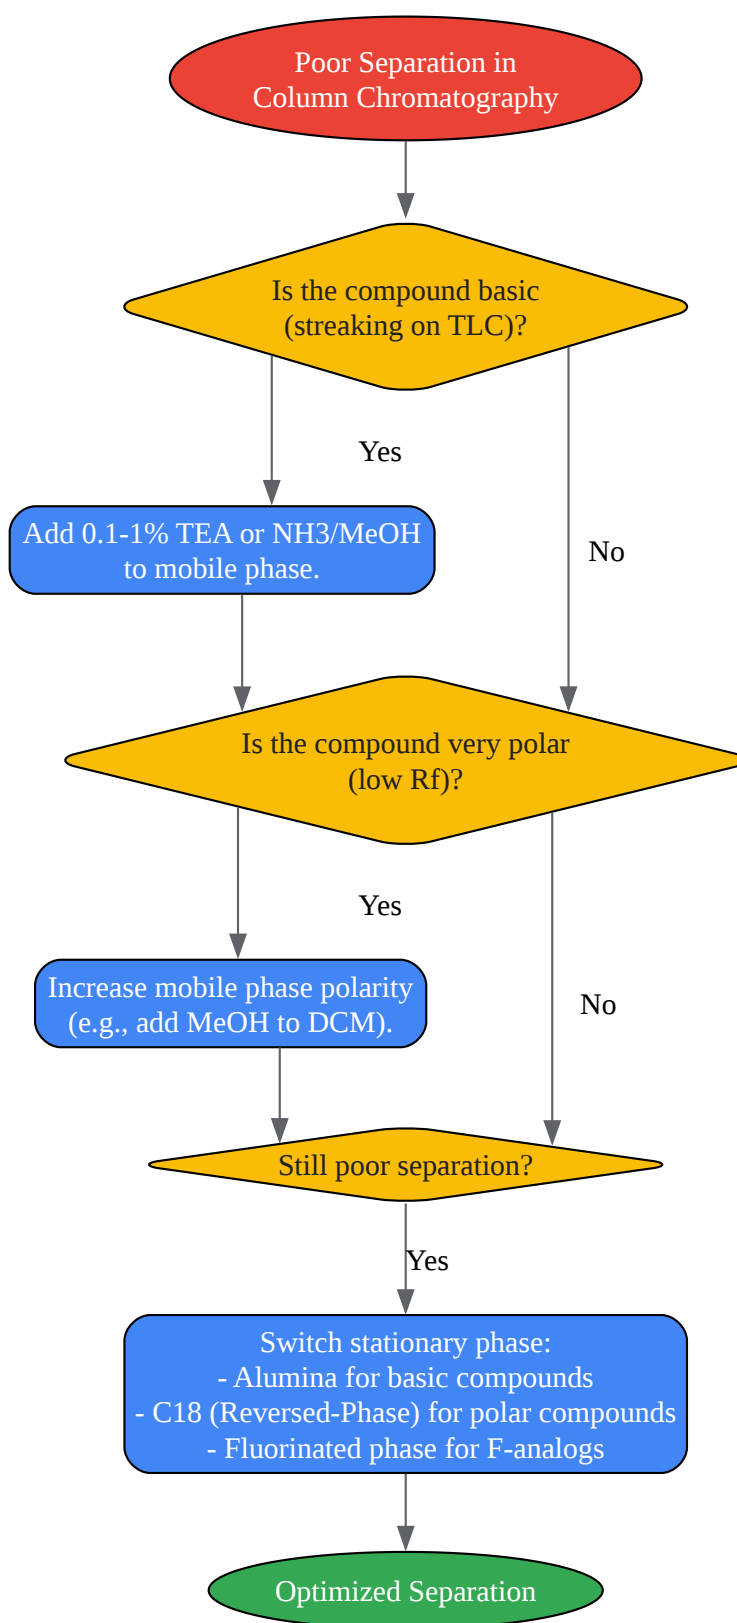 Poor Separation in
Column Chromatography
Is the compound basic
(streaking on TLC)?
Yes
Add 0.1-1% TEA or NH3/MeOH
to mobile phase.
No
Is the compound very polar
(low Rf)?
Yes
Increase mobile phase polarity
(e.g., add MeOH to DCM).
No
Still poor separation?
Yes
Switch stationary phase:
- Alumina for basic compounds
- C18 (Reversed-Phase) for polar compounds
- Fluorinated phase for F-analogs
Optimized Separation